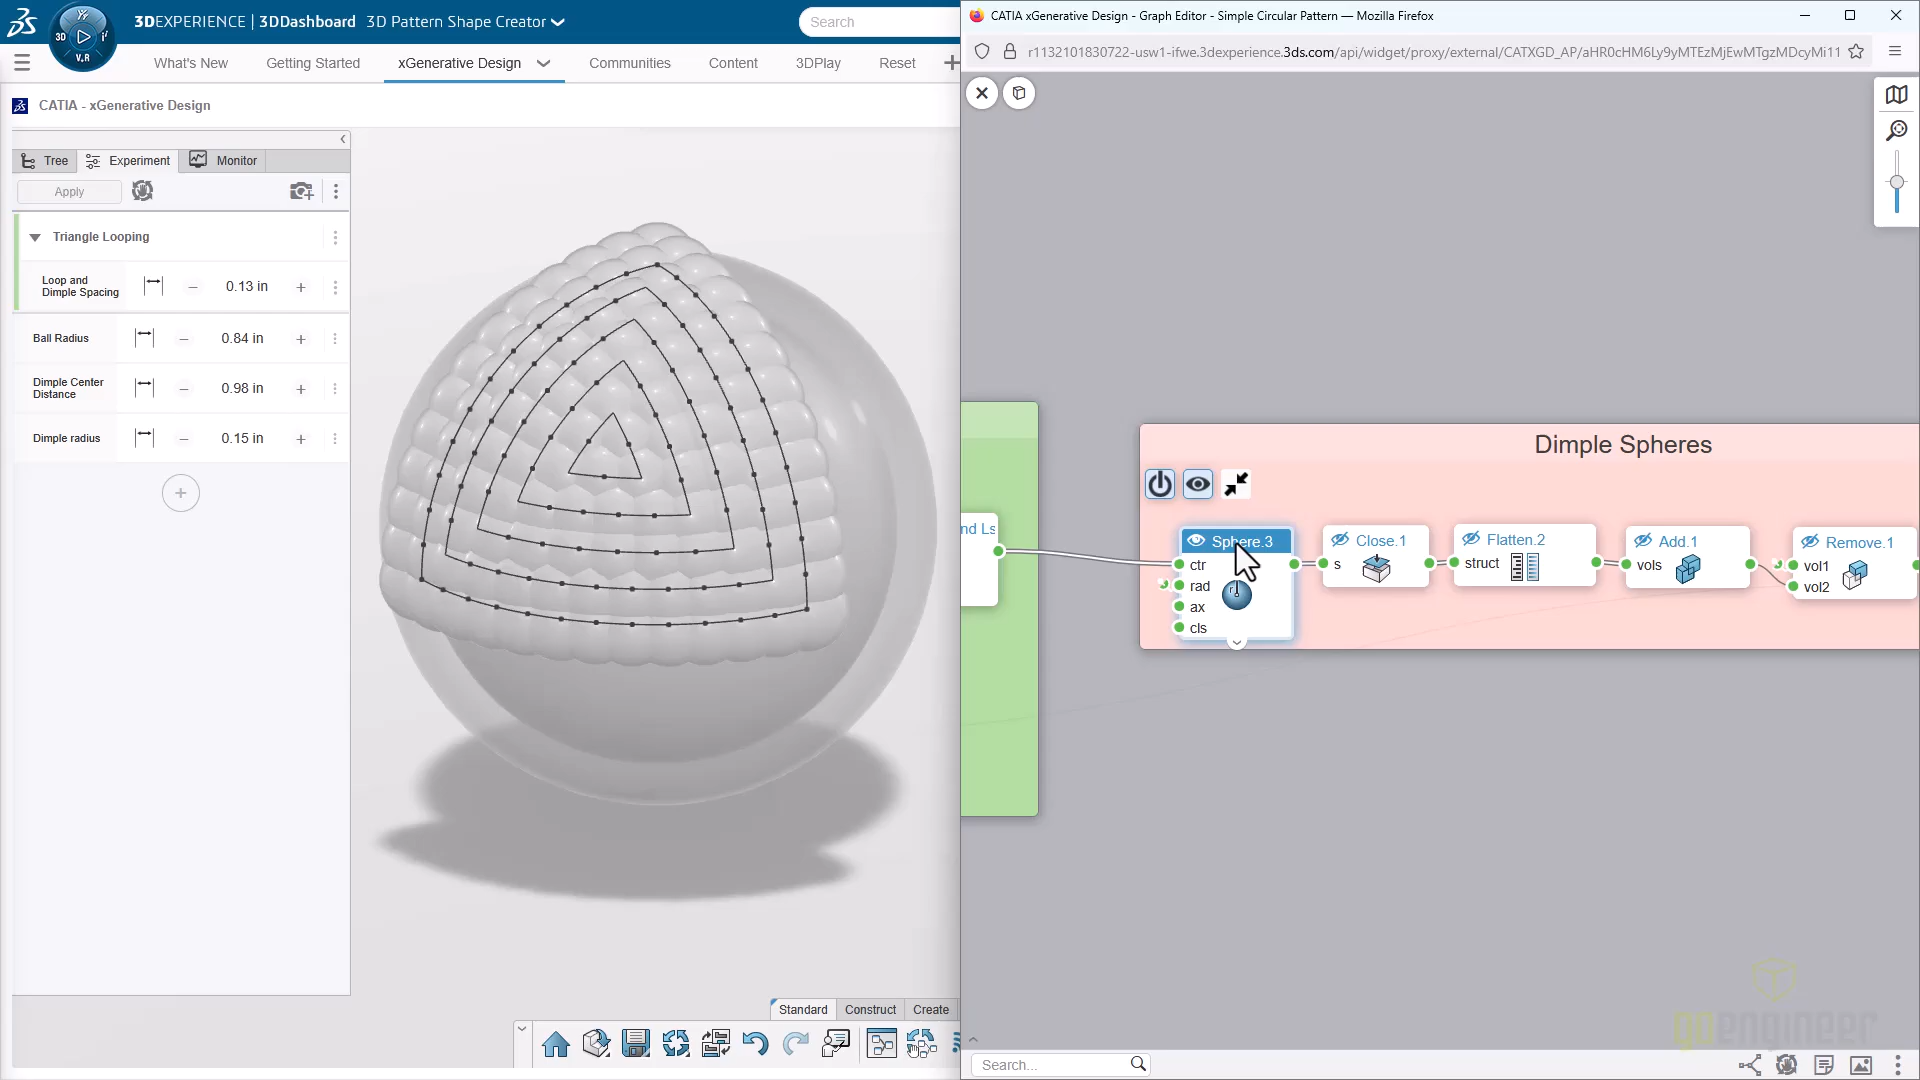 3DEXPERIENCE | 3DDashboard 3D Pattern Shape Creator
Search
3D
V.R
What's New
Getting Started
xGenerative Design
Communities
Content
3DPlay
Reset
CATIA - xGenerative Design
Tree
Experiment
Monitor
Apply
Triangle Looping
Loop and
Dimple Spacing
0.13 in
Ball Radius
0.84 in
Dimple Center
Distance
0.98 in
Dimple radius
0.15 in
Standard
Construct
Create
CATIA xGenerative Design - Graph Editor - Simple Circular Pattern — Mozilla Firefox
r1132101830722-usw1-ifwe.3dexperience.3ds.com/api/widget/proxy/external/CATXGD_AP/aHR0cHM6Ly9yMTEzMjEwMTgzMDcyMi11
Dimple Spheres
nd Ls
Sphere.3
ctr
rad
ax
cls
Close.1
s
Flatten.2
struct
Add.1
vols
Remove.1
vol1
vol2
goengineer
Search...